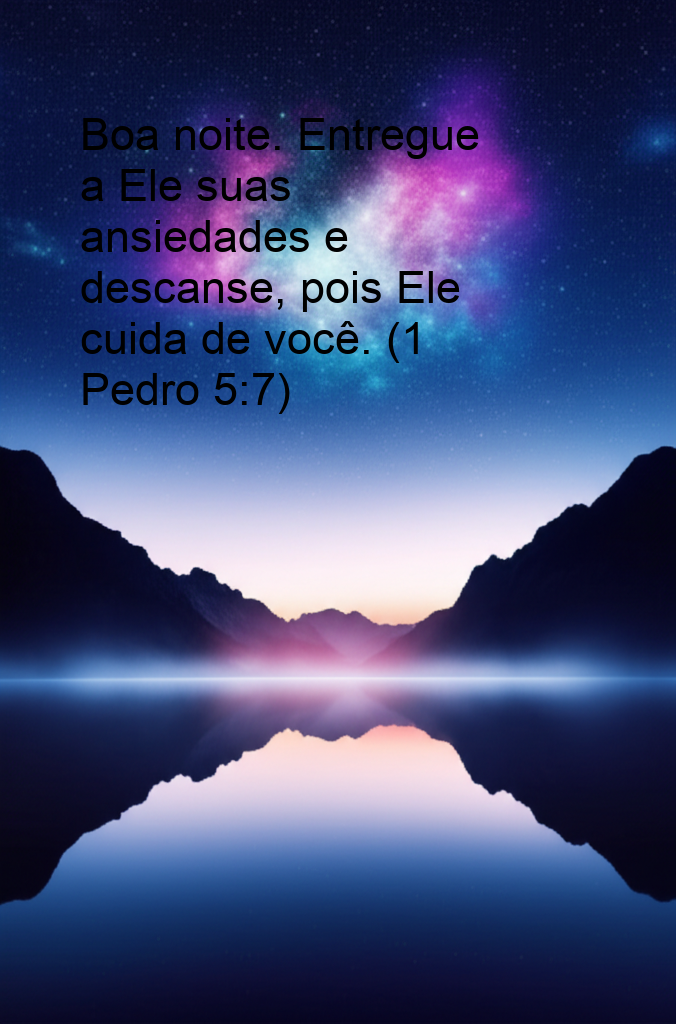 Boa noite. Entregue
a Ele suas
ansiedades e
descanse, pois Ele
cuida de você. (1
Pedro 5:7)